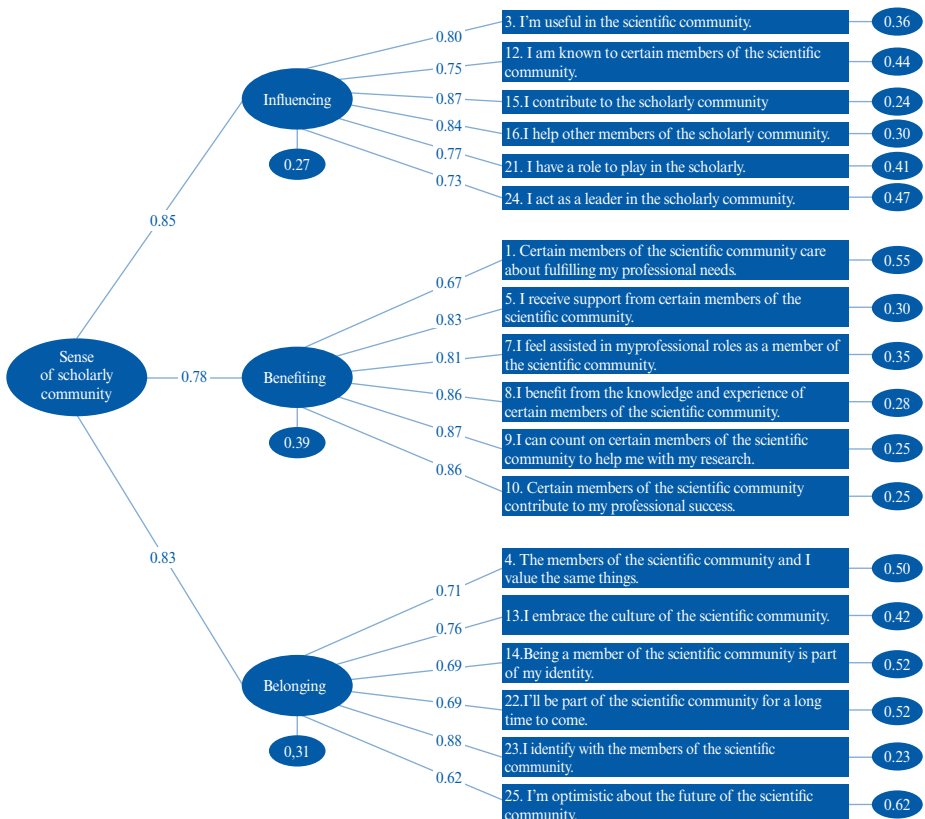 3. I'm useful in the scientific community.
0.36
0.80
12. I am known to certain members of the scientific
community.
0.44
0.75
Influencing
0.87
15.I contribute to the scholarly community
0.24
0.84
16.I help other members of the scholarly community.
0.30
0.27
0.77
21. I have a role to play in the scholarly.
0.41
0.73
24. I act as a leader in the scholarly community.
0.47
0.85
1. Certain members of the scientific community care
about fulfilling my professional needs.
0.55
0.67
5. I receive support from certain members of the
scientific community.
0.30
0.83
Sense
of scholarly
community
0.78
Benefiting
0.81
7.I feel assisted in myprofessional roles as a member of
the scientific community.
0.35
0.86
8.I benefit from the knowledge and experience of
certain members of the scientific community.
0.28
0.39
0.87
9.I can count on certain members of the scientific
community to help me with my research.
0.25
0.86
10. Certain members of the scientific community
contribute to my professional success.
0.25
0.83
4. The members of the scientific community and I
value the same things.
0.50
0.71
13.I embrace the culture of the scientific community.
0.42
0.76
Belonging
0.69
14.Being a member of the scientific community is part
of my identity.
0.52
0.69
22.I'll be part of the scientific community for a long
time to come.
0.52
0,31
0.88
23.I identify with the members of the scientific
community.
0.23
0.62
25. I'm optimistic about the future of the scientific
community.
0.62